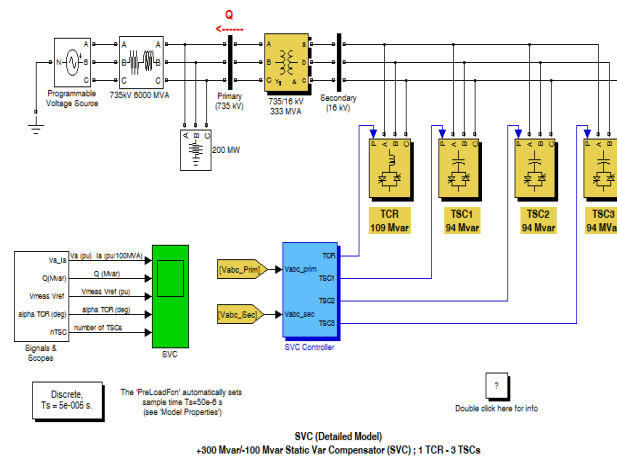 Q
<------
A A A
N B B B
C C C
Programmable
Voltage Source
735kV 6000 MVA
A B C
200 MW
Primary
(735 kV)
A a
B b
C c
Yg Δ
735/16 kV
333 MVA
Secondary
(16 kV)
P A B C
TCR
109 Mvar
P A B C
TSC1
94 Mvar
P A B C
TSC2
94 Mvar
P A B C
TSC3
94 MVar
Va_Ia
Q(Mvar)
Vmeas Vref
alpha TCR (deg)
nTSC
Signals &
Scopes
Va (pu) Ia (pu/100MVA)
Q (Mvar)
Vmeas Vref (pu)
alpha TCR (deg)
number of TSCs
SVC
[Vabc_Prim]
[Vabc_Sec]
Vabc_prim
Vabc_sec
TCR
TSC1
TSC2
TSC3
SVC Controller
Discrete,
Ts = 5e-005 s.
The 'PreLoadFcn' automatically sets
sample time Ts=50e-6 s
(see 'Model Properties')
?
Double click here for info
SVC (Detailed Model)
+300 Mvar/-100 Mvar Static Var Compensator (SVC) ; 1 TCR - 3 TSCs